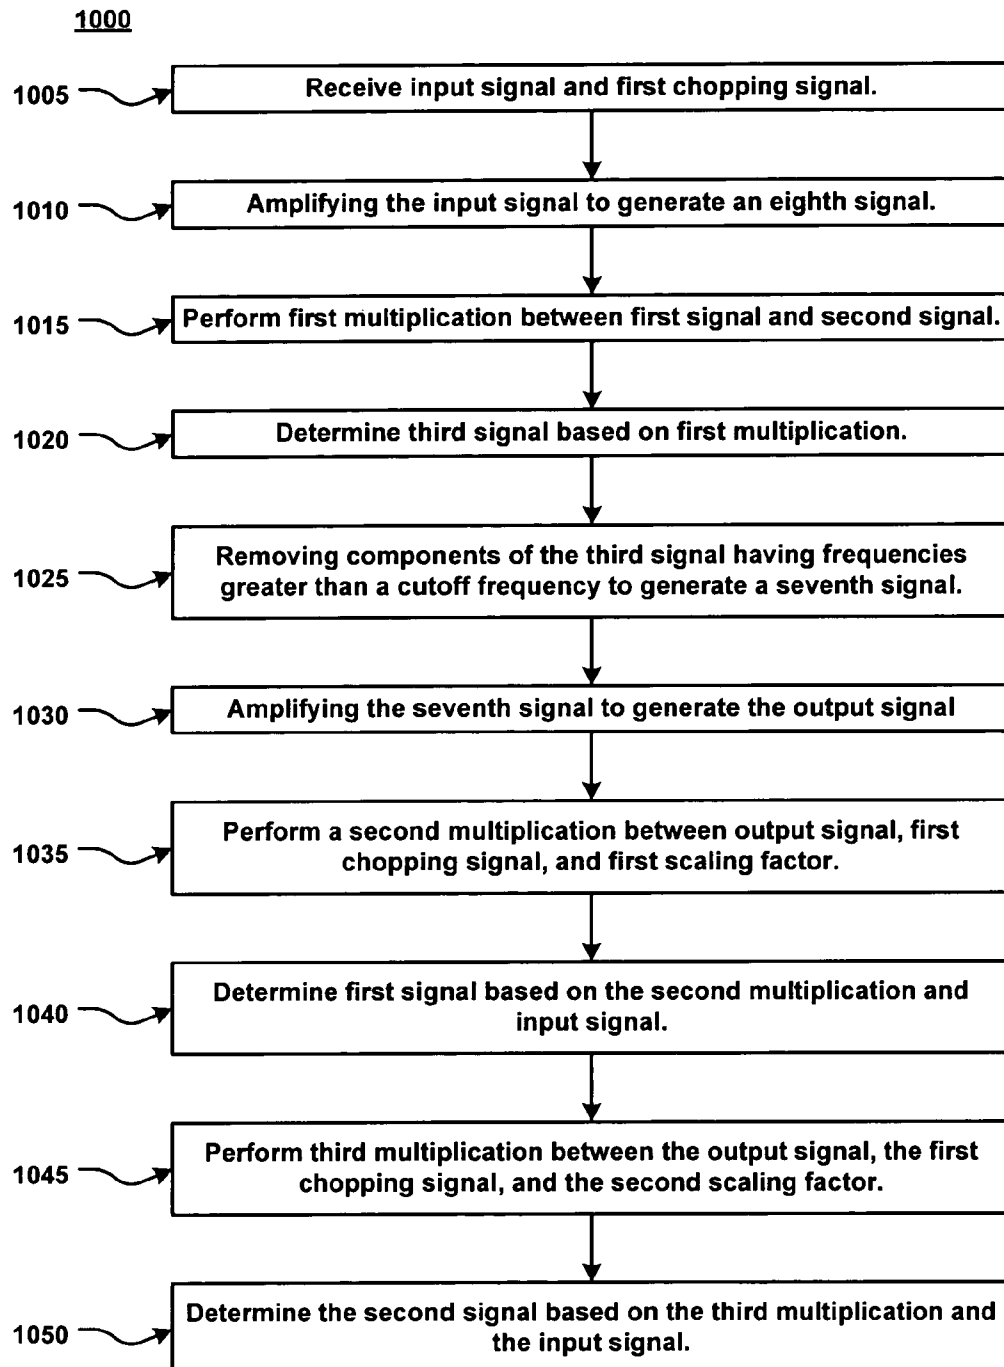 1000
1005
Receive input signal and first chopping signal.
1010
Amplifying the input signal to generate an eighth signal.
1015
Perform first multiplication between first signal and second signal.
1020
Determine third signal based on first multiplication.
1025
Removing components of the third signal having frequencies
greater than a cutoff frequency to generate a seventh signal.
1030
Amplifying the seventh signal to generate the output signal
1035
Perform a second multiplication between output signal, first
chopping signal, and first scaling factor.
1040
Determine first signal based on the second multiplication and
input signal.
1045
Perform third multiplication between the output signal, the first
chopping signal, and the second scaling factor.
1050
Determine the second signal based on the third multiplication and
the input signal.